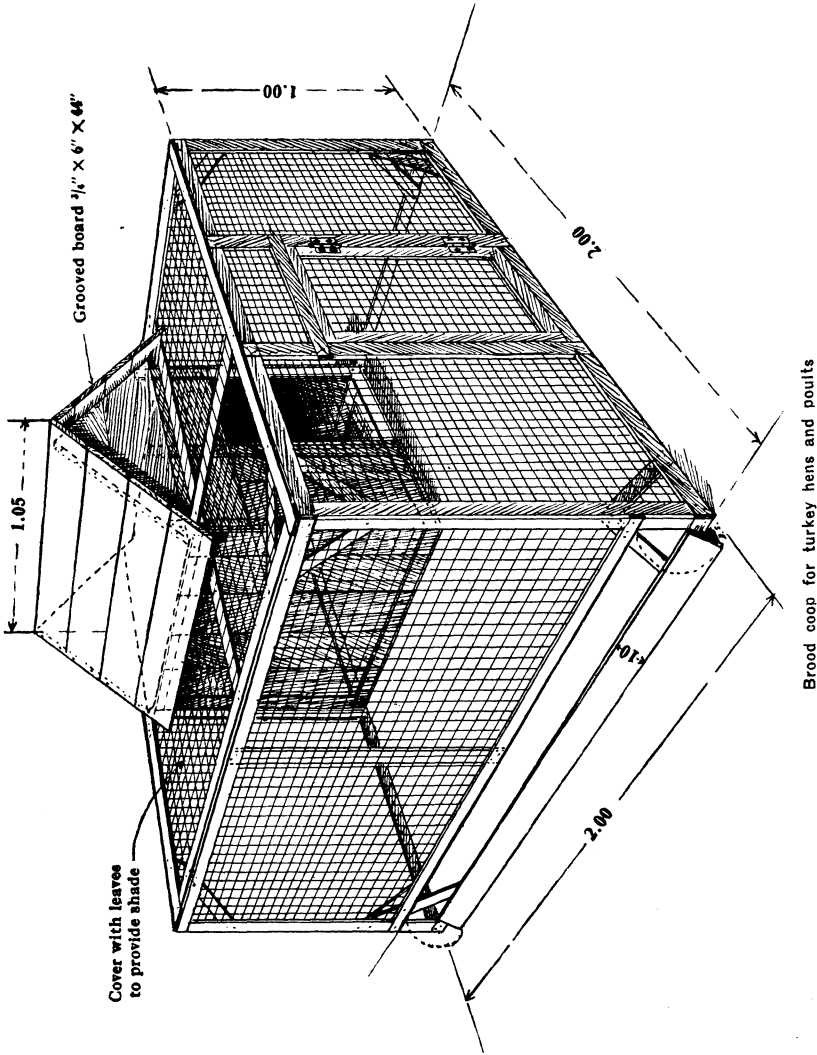 1.05
Grooved board ¾" X 6" X 44"
1.00
Cover with leaves
to provide shade
2.00
10
2.00
Brood coop for turkey hens and poults